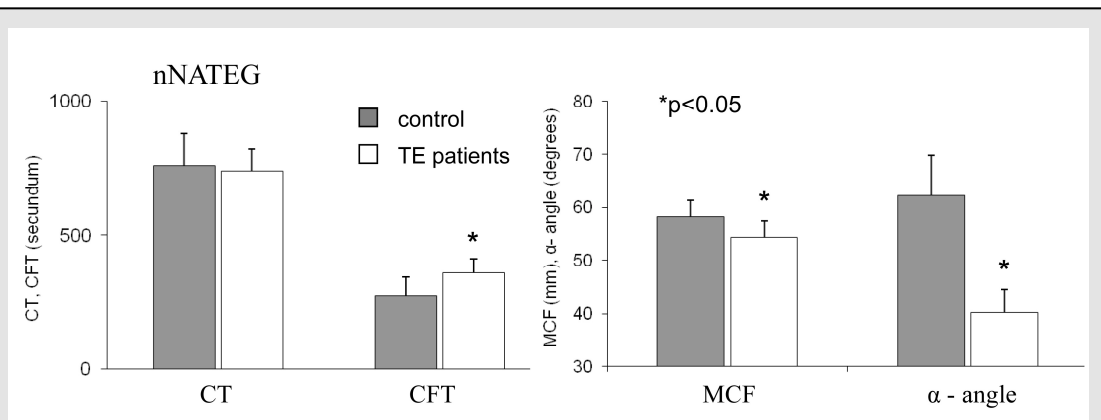 nNATEG
1000
500
0
CT, CFT (secundum)
control
TE patients
*
CT
CFT
*p<0.05
80
70
60
50
40
30
MCF (mm), α- angle (degrees)
*
*
MCF
α - angle